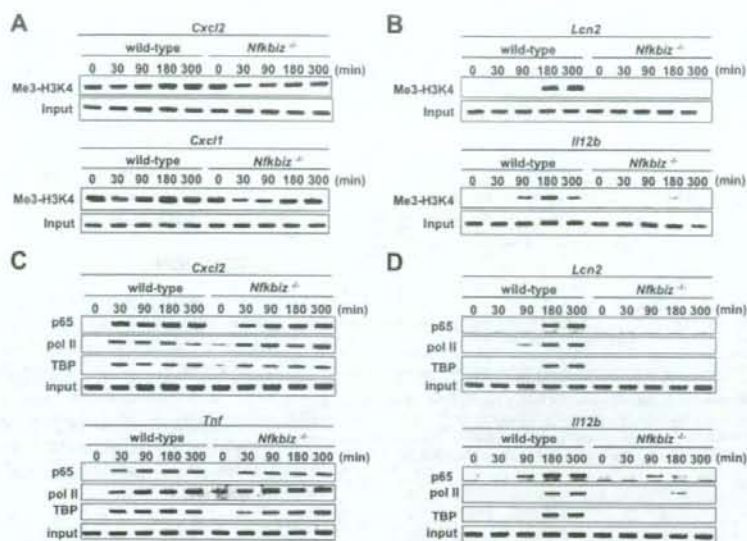 A
Cxcl2
wild-type Nfkbiz -/-
0 30 90 180 300 0 30 90 180 300 (min)
Me3-H3K4
Input
Cxcl1
wild-type Nfkbiz -/-
0 30 90 180 300 0 30 90 180 300
Me3-H3K4
Input
B
Lcn2
wild-type Nfkbiz -/-
0 30 90 180 300 0 30 90 180 300 (min)
Me3-H3K4
Input
Il12b
wild-type Nfkbiz -/-
0 30 90 180 300 0 30 90 180 300
Me3-H3K4
Input
C
Cxcl2
wild-type Nfkbiz -/-
0 30 90 180 300 0 30 90 180 300 (min)
p65
pol II
TBP
input
Tnf
wild-type Nfkbiz -/-
0 30 90 180 300 0 30 90 180 300
p65
pol II
TBP
input
D
Lcn2
wild-type Nfkbiz -/-
0 30 90 180 300 0 30 90 180 300 (min)
p65
pol II
TBP
input
Il12b
wild-type Nfkbiz -/-
0 30 90 180 300 0 30 90 180 300
p65
pol II
TBP
input